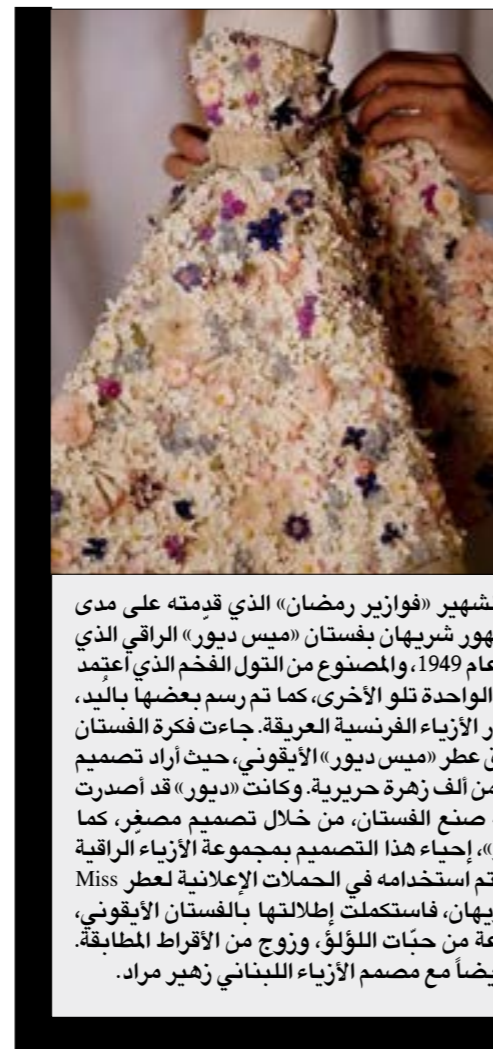 لشهير «فوازير رمضان» الذي قدّمته على مدى
هور شريهان بفستان «ميس ديور» الراقي الذي
عام 1949، والمصنوع من التول الفخم الذي اعتمد
الواحدة تلو الأخرى، كما تم رسم بعضها باليد،
ر الأزياء الفرنسية العريقة. جاءت فكرة الفستان
ق عطر «ميس ديور» الأيقوني، حيث أراد تصميم
من ألف زهرة حريرية. وكانت «ديور» قد أصدرت
صنع الفستان، من خلال تصميم مصغر، كما
»، إحياء هذا التصميم بمجموعة الأزياء الراقية
تم استخدامه في الحملات الإعلانية لعطر Miss
يهان، فاستكملت إطلالتها بالفستان الأيقوني،
عة من حبّات اللؤلؤ، وزوج من الأقراط المطابقة.
يضاً مع مصمم الأزياء اللبناني زهير مراد.